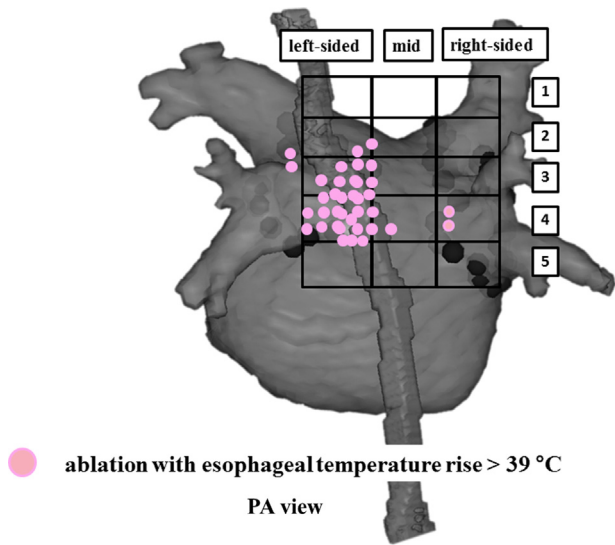 left-sided mid right-sided
1
2
3
4
5
ablation with esophageal temperature rise > 39 °C
PA view